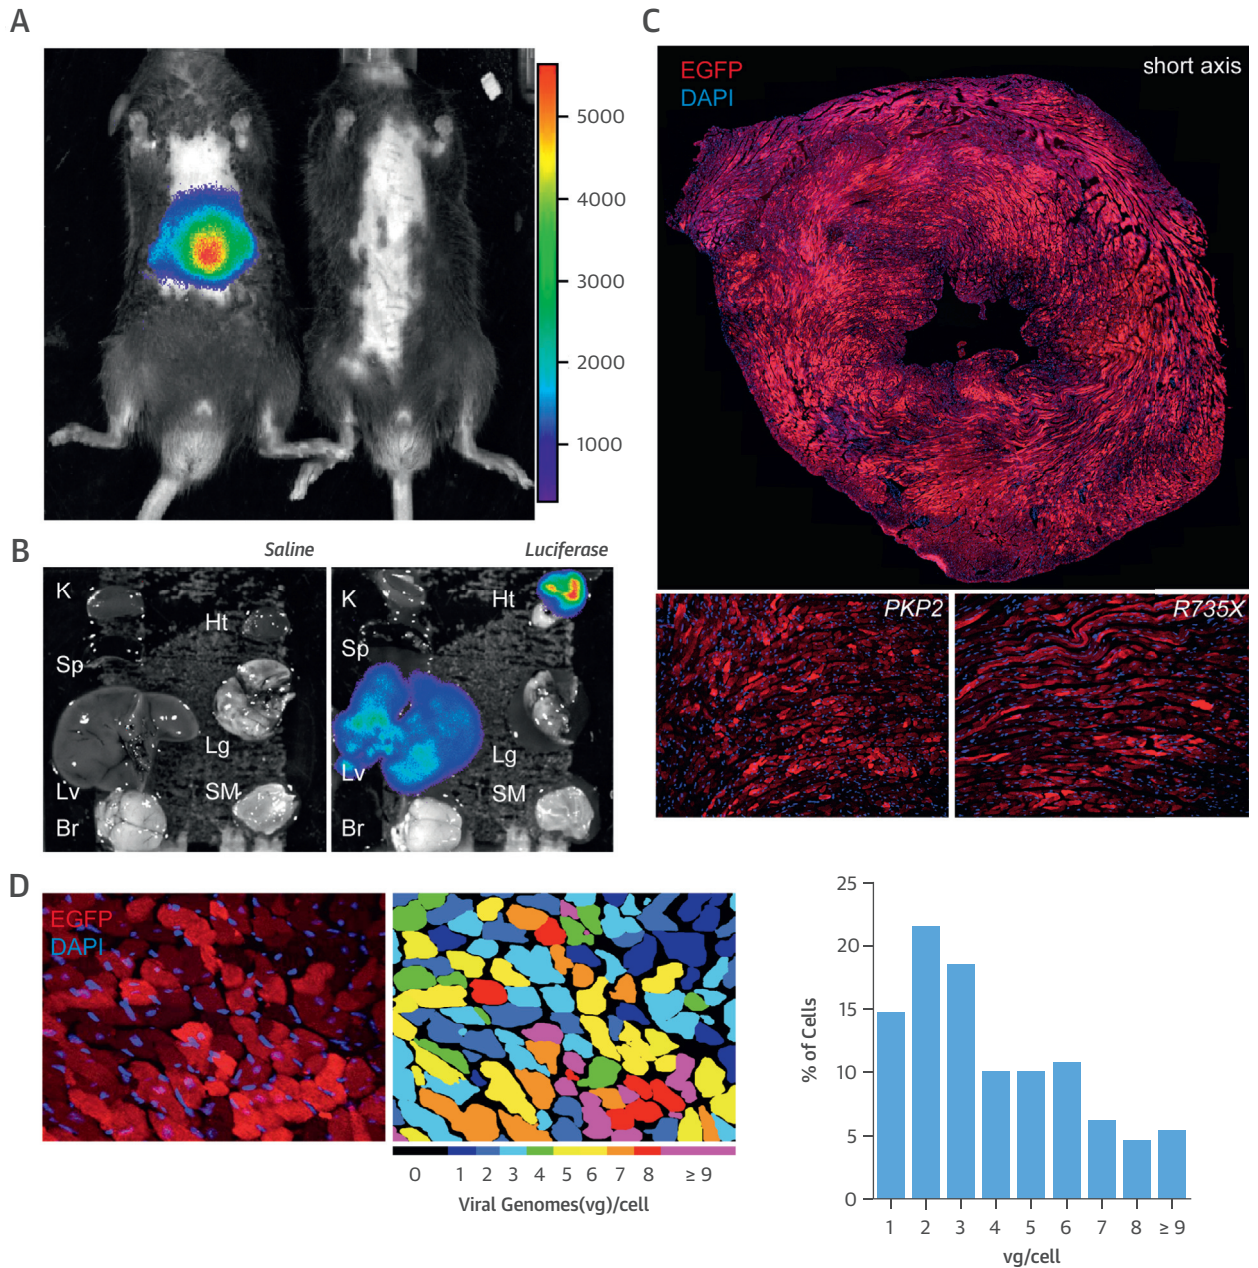 A
5000
4000
3000
2000
1000
B
Saline
Luciferase
K
Ht
Sp
Lg
Lv
SM
Br
K
Ht
Sp
Lg
Lv
SM
Br
C
EGFP
DAPI
short axis
PKP2
R735X
D
EGFP
DAPI
0 1 2 3 4 5 6 7 8 ≥ 9
Viral Genomes(vg)/cell
25
20
15
10
5
0
% of Cells
1 2 3 4 5 6 7 8 ≥ 9
vg/cell